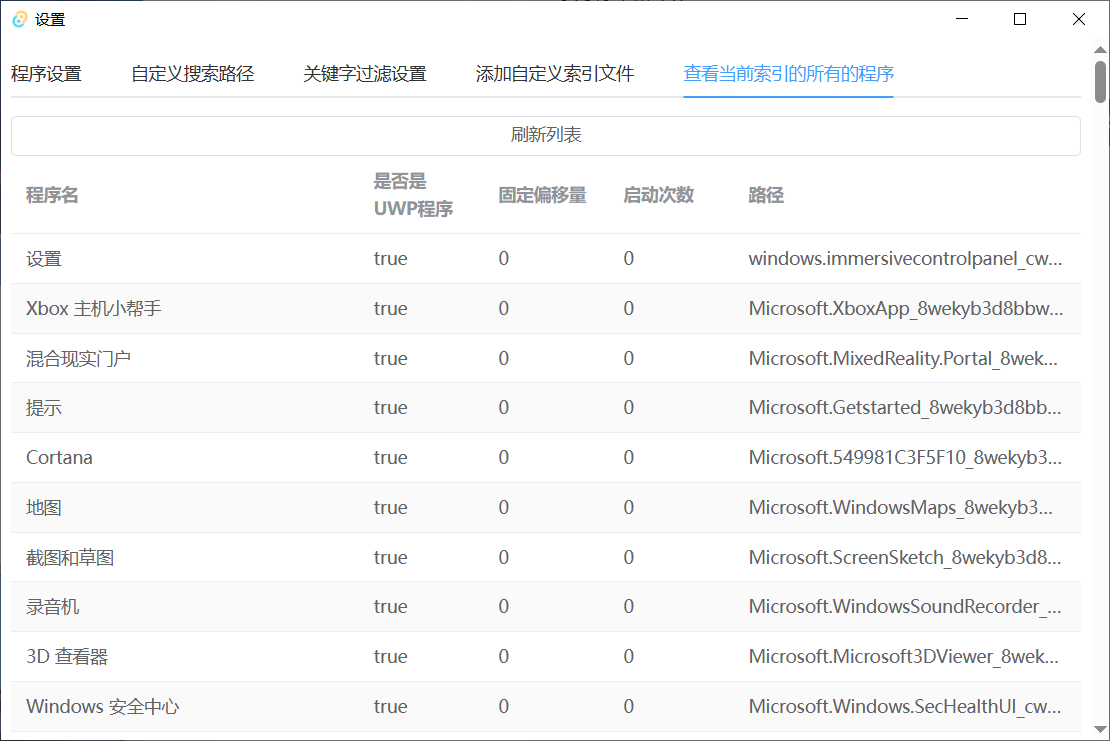 设置
程序设置 自定义搜索路径 关键字过滤设置 添加自定义索引文件 查看当前索引的所有的程序
刷新列表
程序名 是否是 UWP程序 固定偏移量 启动次数 路径
设置 true 0 0 windows.immersivecontrolpanel_cw...
Xbox 主机小帮手 true 0 0 Microsoft.XboxApp_8wekyb3d8bbw...
混合现实门户 true 0 0 Microsoft.MixedReality.Portal_8wek...
提示 true 0 0 Microsoft.Getstarted_8wekyb3d8bb...
Cortana true 0 0 Microsoft.549981C3F5F10_8wekyb3...
地图 true 0 0 Microsoft.WindowsMaps_8wekyb3...
截图和草图 true 0 0 Microsoft.ScreenSketch_8wekyb3d8...
录音机 true 0 0 Microsoft.WindowsSoundRecorder_...
3D 查看器 true 0 0 Microsoft.Microsoft3DViewer_8wek...
Windows 安全中心 true 0 0 Microsoft.Windows.SecHealthUI_cw...